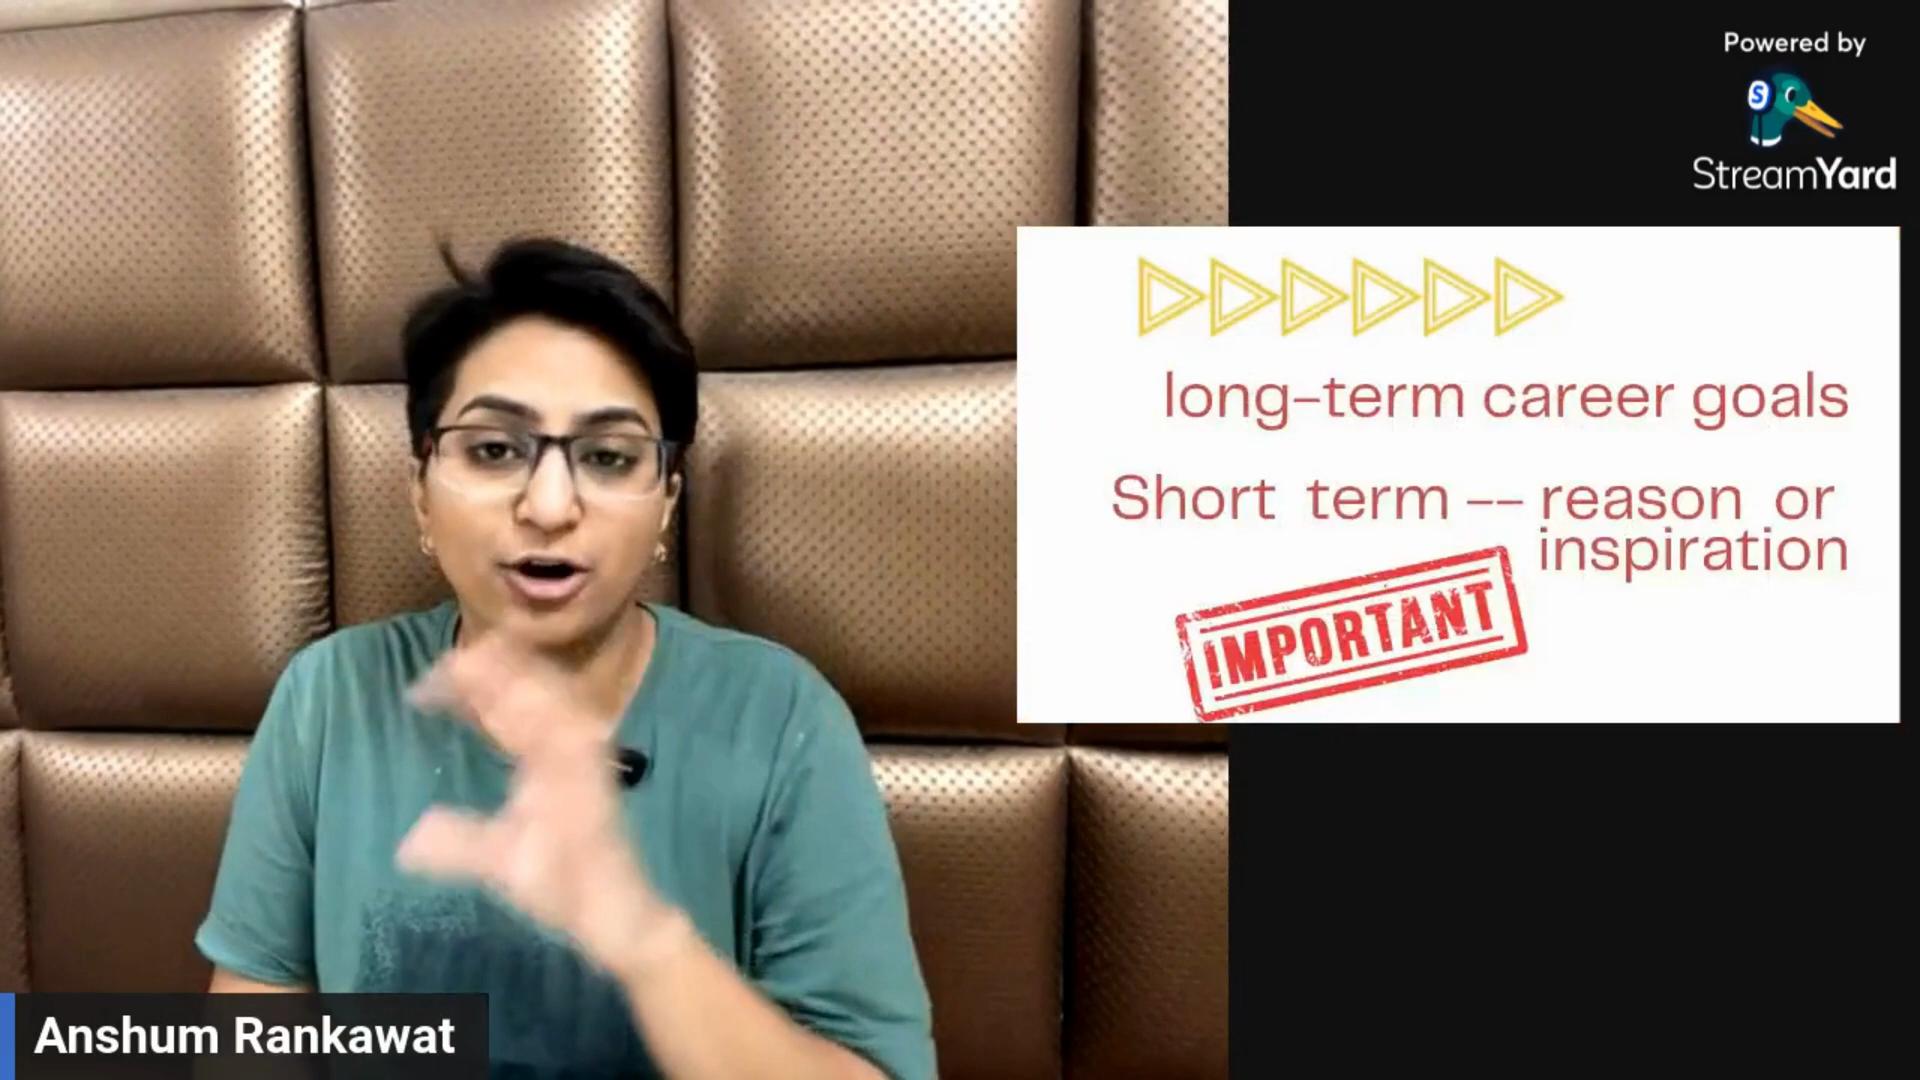 Powered by
S
StreamYard
long-term career goals
Short term -- reason or
inspiration
IMPORTANT
Anshum Rankawat